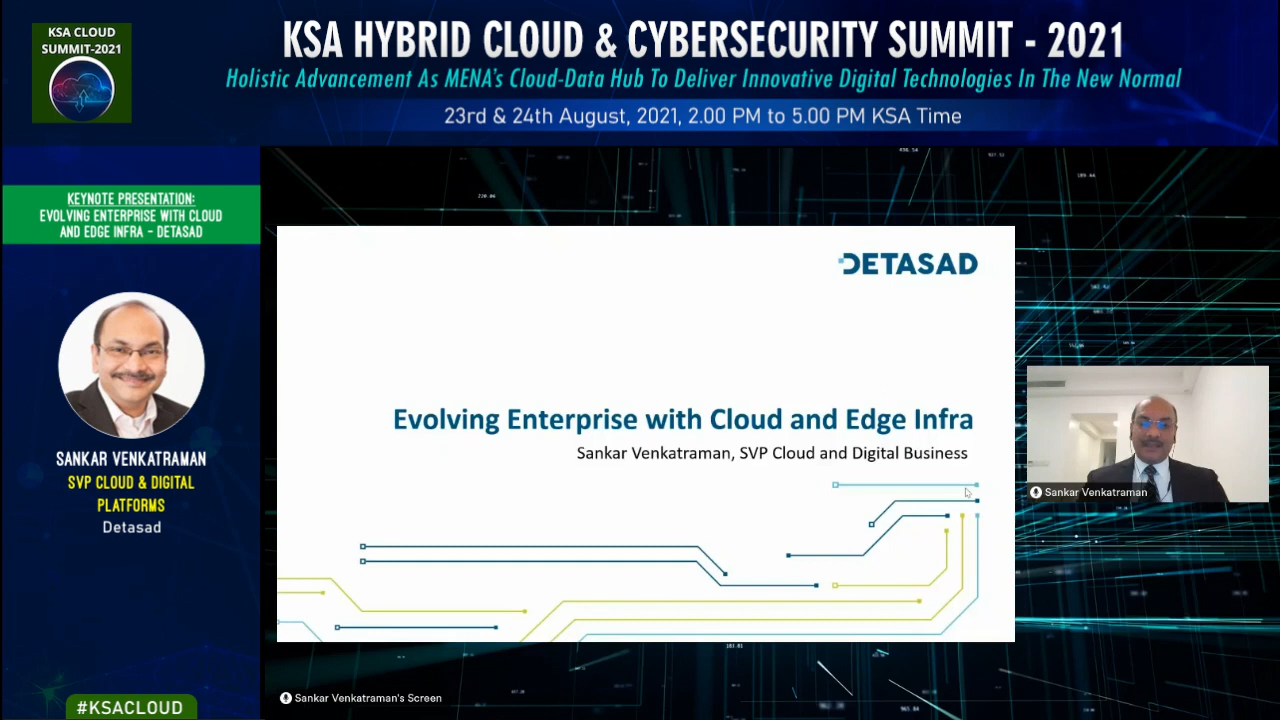 KSA CLOUD
SUMMIT-2021
KSA HYBRID CLOUD & CYBERSECURITY SUMMIT - 2021
Holistic Advancement As MENA's Cloud-Data Hub To Deliver Innovative Digital Technologies In The New Normal
23rd & 24th August, 2021, 2.00 PM to 5.00 PM KSA Time
KEYNOTE PRESENTATION:
EVOLVING ENTERPRISE WITH CLOUD
AND EDGE INFRA - DETASAD
SANKAR VENKATRAMAN
SVP CLOUD & DIGITAL
PLATFORMS
Detasad
#KSACLOUD
DETASAD
Evolving Enterprise with Cloud and Edge Infra
Sankar Venkatraman, SVP Cloud and Digital Business
Sankar Venkatraman
Sankar Venkatraman's Screen